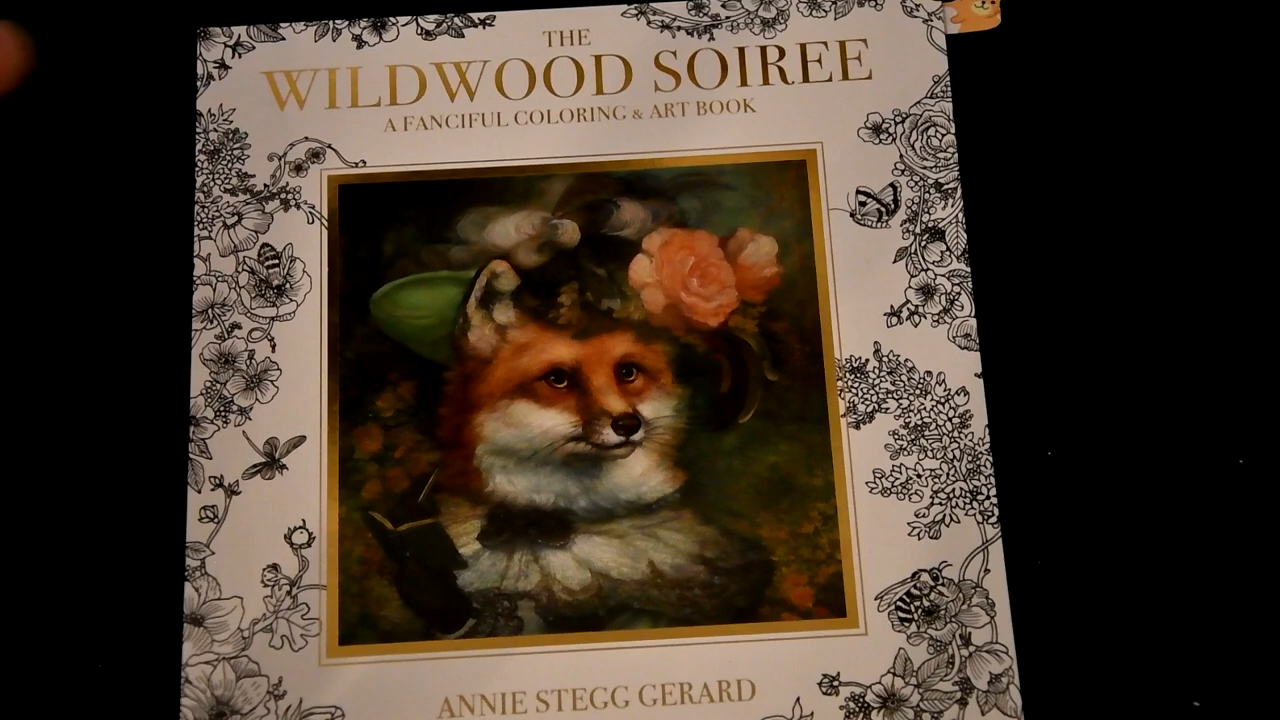 THE
WILDWOOD SOIREE
A FANCIFUL COLORING & ART BOOK
ANNIE STEGG GERARD